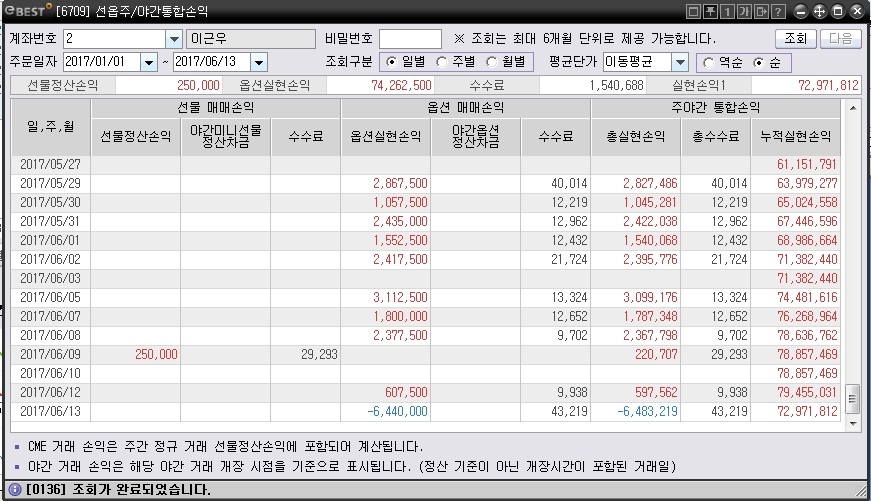 eBEST [6709] 선옵주/야간통합손익
계좌번호 2 이근우 비밀번호 ※ 조회는 최대 6개월 단위로 제공 가능합니다. 조회 다음
주문일자 2017/01/01 ~ 2017/06/13 조회구분 일별 주별 월별 평균단가 이동평균 역순 순
선물정산손익 250,000 옵션실현손익 74,262,500 수수료 1,540,688 실현손익1 72,971,812
일,주,월 선물 매매손익 옵션 매매손익 주야간 통합손익
선물정산손익 야간미니선물 정산차금 수수료 옵션실현손익 야간옵션 정산차금 수수료 총실현손익 총수수료 누적실현손익
2017/05/27 61,151,791
2017/05/29 2,867,500 40,014 2,827,486 40,014 63,979,277
2017/05/30 1,057,500 12,219 1,045,281 12,219 65,024,558
2017/05/31 2,435,000 12,962 2,422,038 12,962 67,446,596
2017/06/01 1,552,500 12,432 1,540,068 12,432 68,986,664
2017/06/02 2,417,500 21,724 2,395,776 21,724 71,382,440
2017/06/03 71,382,440
2017/06/05 3,112,500 13,324 3,099,176 13,324 74,481,616
2017/06/07 1,800,000 12,652 1,787,348 12,652 76,268,964
2017/06/08 2,377,500 9,702 2,367,798 9,702 78,636,762
2017/06/09 250,000 29,293 220,707 29,293 78,857,469
2017/06/10 78,857,469
2017/06/12 607,500 9,938 597,562 9,938 79,455,031
2017/06/13 -6,440,000 43,219 -6,483,219 43,219 72,971,812
CME 거래 손익은 주간 정규 거래 선물정산손익에 포함되어 계산됩니다.
야간 거래 손익은 해당 야간 거래 개장 시점을 기준으로 표시됩니다. (정산 기준이 아닌 개장시간이 포함된 거래일)
[0136] 조회가 완료되었습니다.